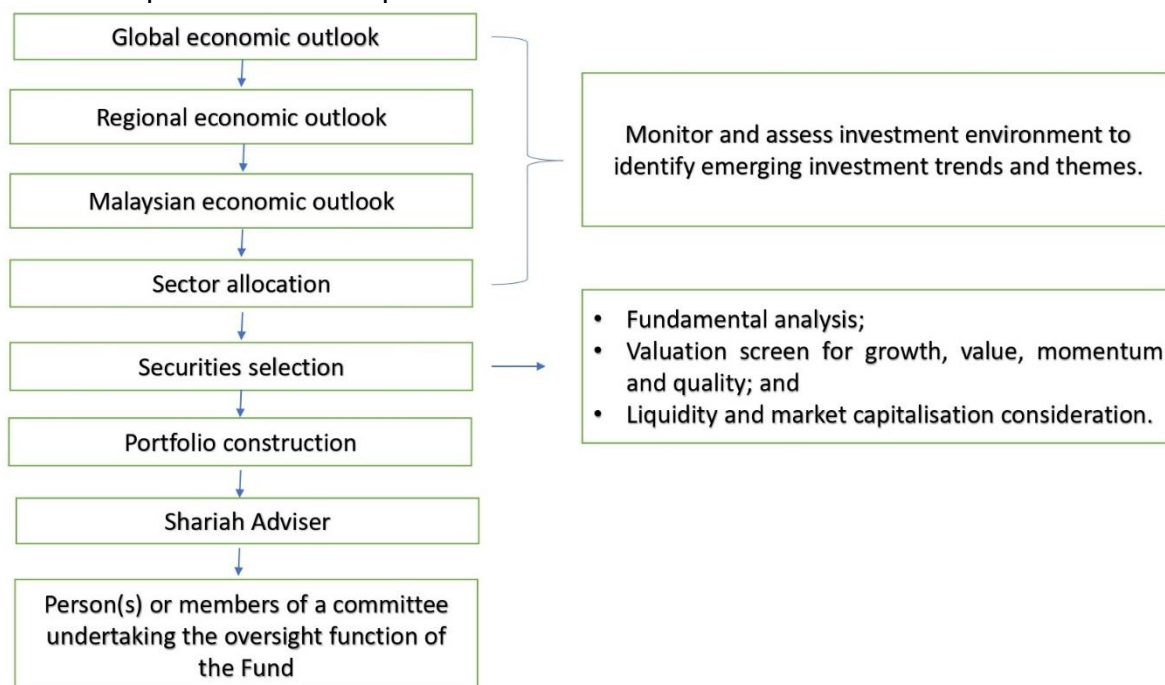 Global economic outlook
Regional economic outlook
Malaysian economic outlook
Sector allocation
Monitor and assess investment environment to
identify emerging investment trends and themes.
Securities selection
• Fundamental analysis;
• Valuation screen for growth, value, momentum
and quality; and
• Liquidity and market capitalisation consideration.
Portfolio construction
Shariah Adviser
Person(s) or members of a committee
undertaking the oversight function of
the Fund